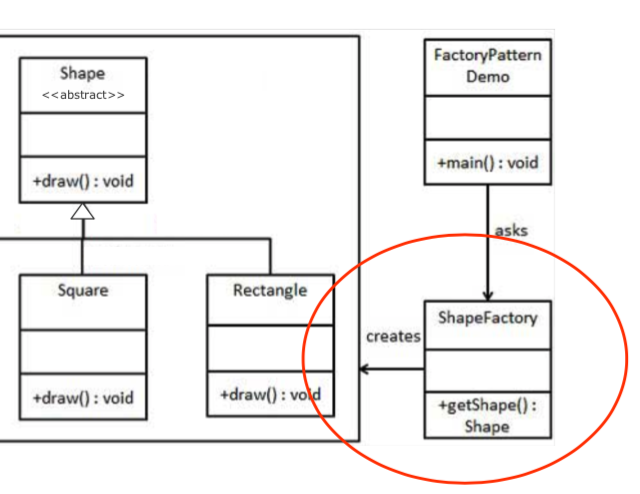 Shape
<<abstract>>
+draw() : void
FactoryPattern
Demo
+main() : void
asks
Square
+draw() : void
Rectangle
+draw() : void
creates
ShapeFactory
+getShape() :
Shape